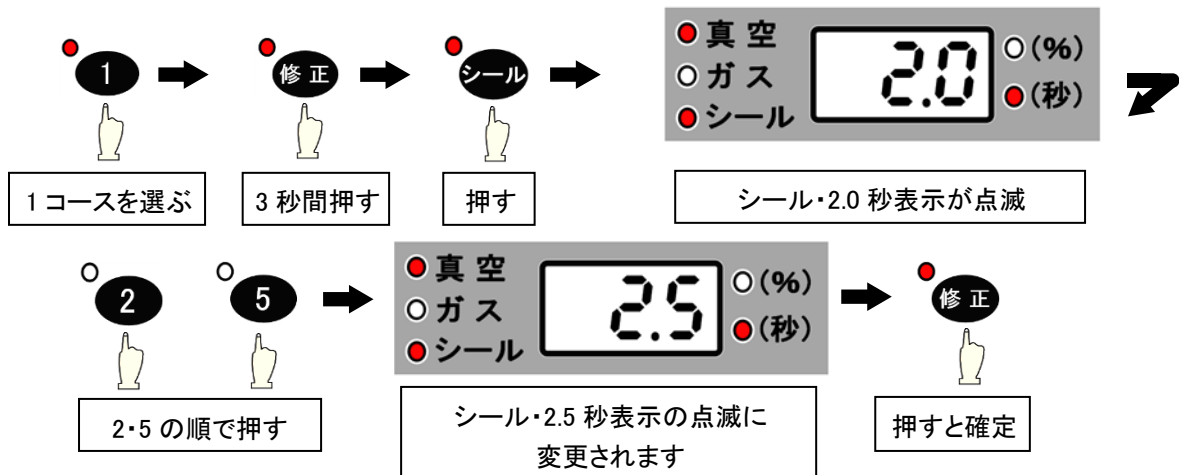 1
修正
シール
真空
ガス
シール
2.0
(%)
(秒)
1コースを選ぶ
3秒間押す
押す
シール・2.0 秒表示が点滅
2
5
真空
ガス
シール
2.5
(%)
(秒)
修正
2・5 の順で押す
シール・2.5 秒表示の点滅に
変更されます
押すと確定